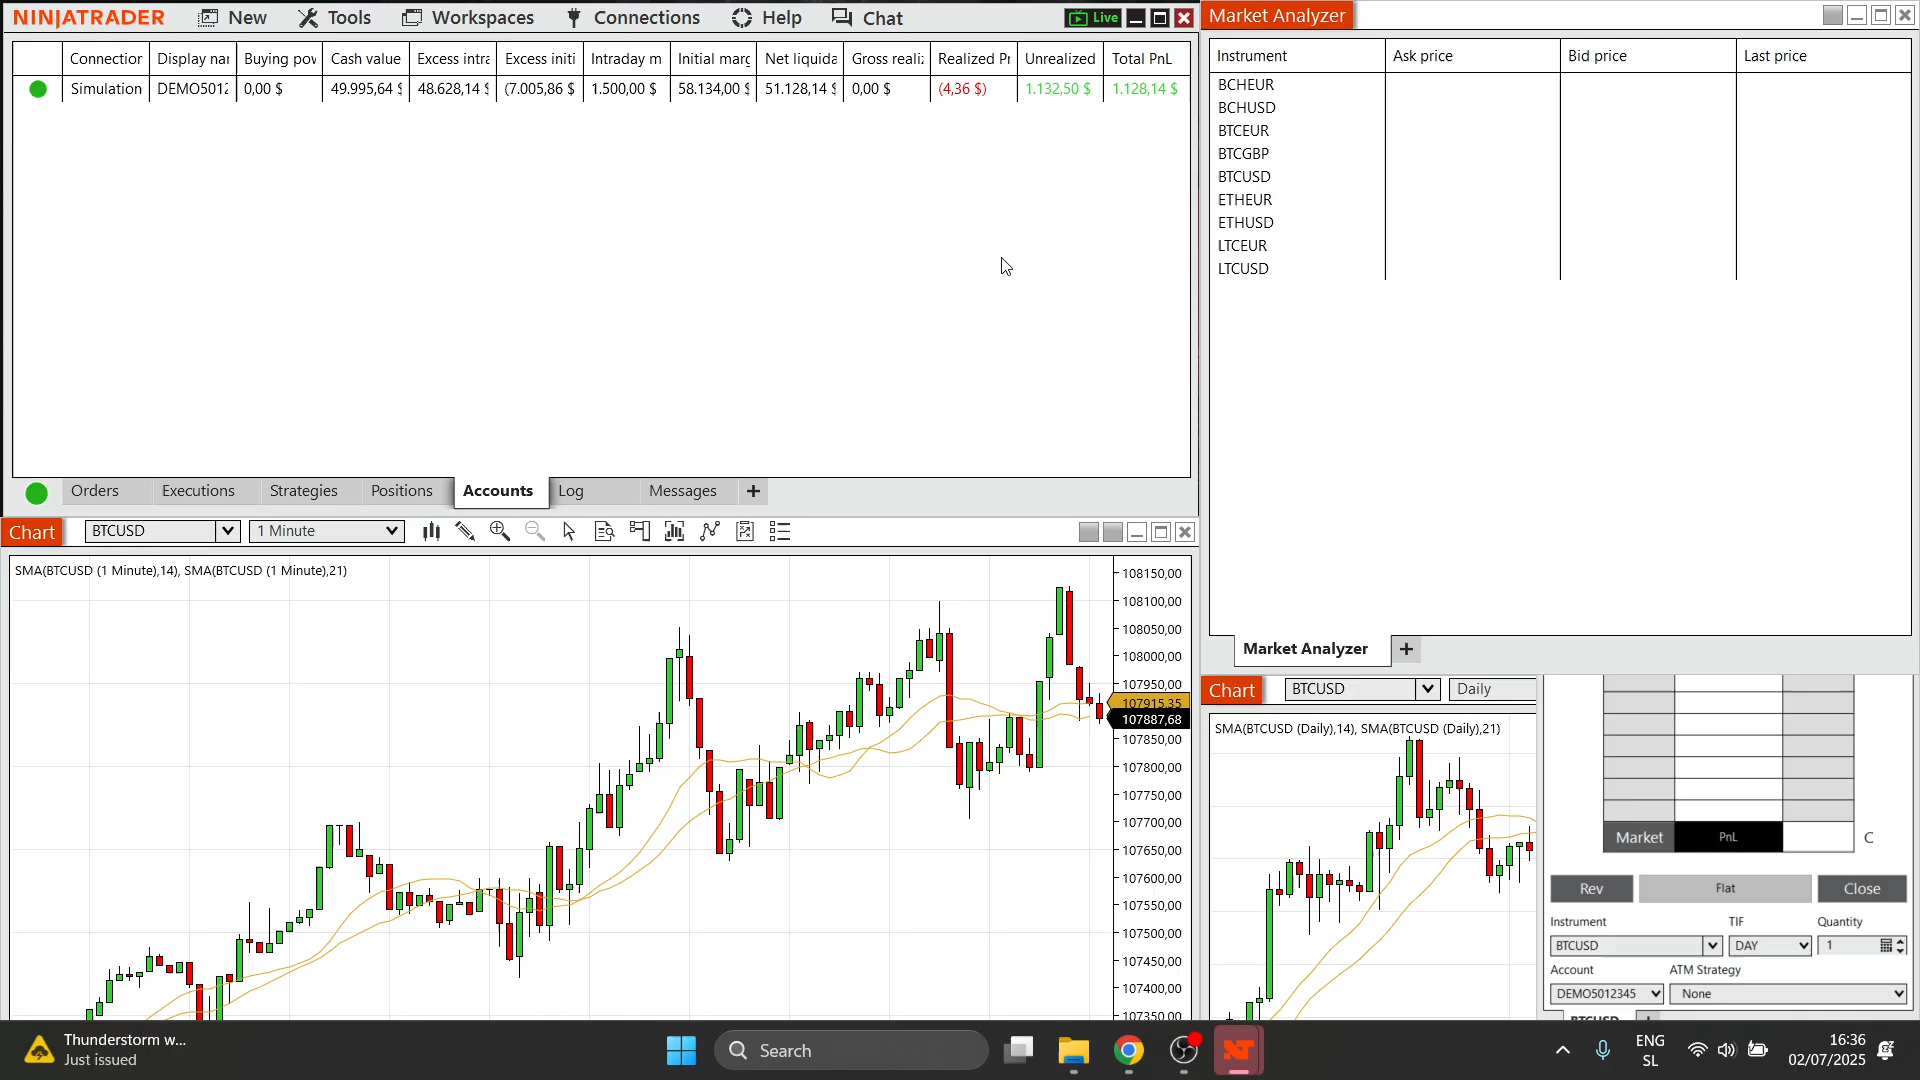 NINJATRADER New Tools Workspaces Connections Help Chat Live
Connection Display nar Buying pov Cash value Excess intra Excess initi Intraday m Initial marg Net liquida Gross reali: Realized Pr Unrealized Total PnL
Simulation DEMO5012 0,00 $ 49.995,64 $ 48.628,14 $ (7.005,86 $ 1.500,00 $ 58.134,00 $ 51.128,14 $ 0,00 $ (4,36 $) 1.132,50 $ 1.128,14 $
Orders Executions Strategies Positions Accounts Log Messages +
Market Analyzer
Instrument Ask price Bid price Last price
BCHEUR
BCHUSD
BTCEUR
BTCGBP
BTCUSD
ETHEUR
ETHUSD
LTCEUR
LTCUSD
Market Analyzer +
Chart BTCUSD 1 Minute
SMA(BTCUSD (1 Minute),14), SMA(BTCUSD (1 Minute),21)
108150,00
108100,00
108050,00
108000,00
107950,00
107915,35
107887,68
107850,00
107800,00
107750,00
107700,00
107650,00
107600,00
107550,00
107500,00
107450,00
107400,00
107350,00
Chart BTCUSD Daily
SMA(BTCUSD (Daily),14), SMA(BTCUSD (Daily),21)
Market PnL C
Rev Flat Close
Instrument TIF Quantity
BTCUSD DAY 1
Account ATM Strategy
DEMO5012345 None
BTCUSD +
Thunderstorm w...
Just issued
Search
ENG
SL
16:36
02/07/2025